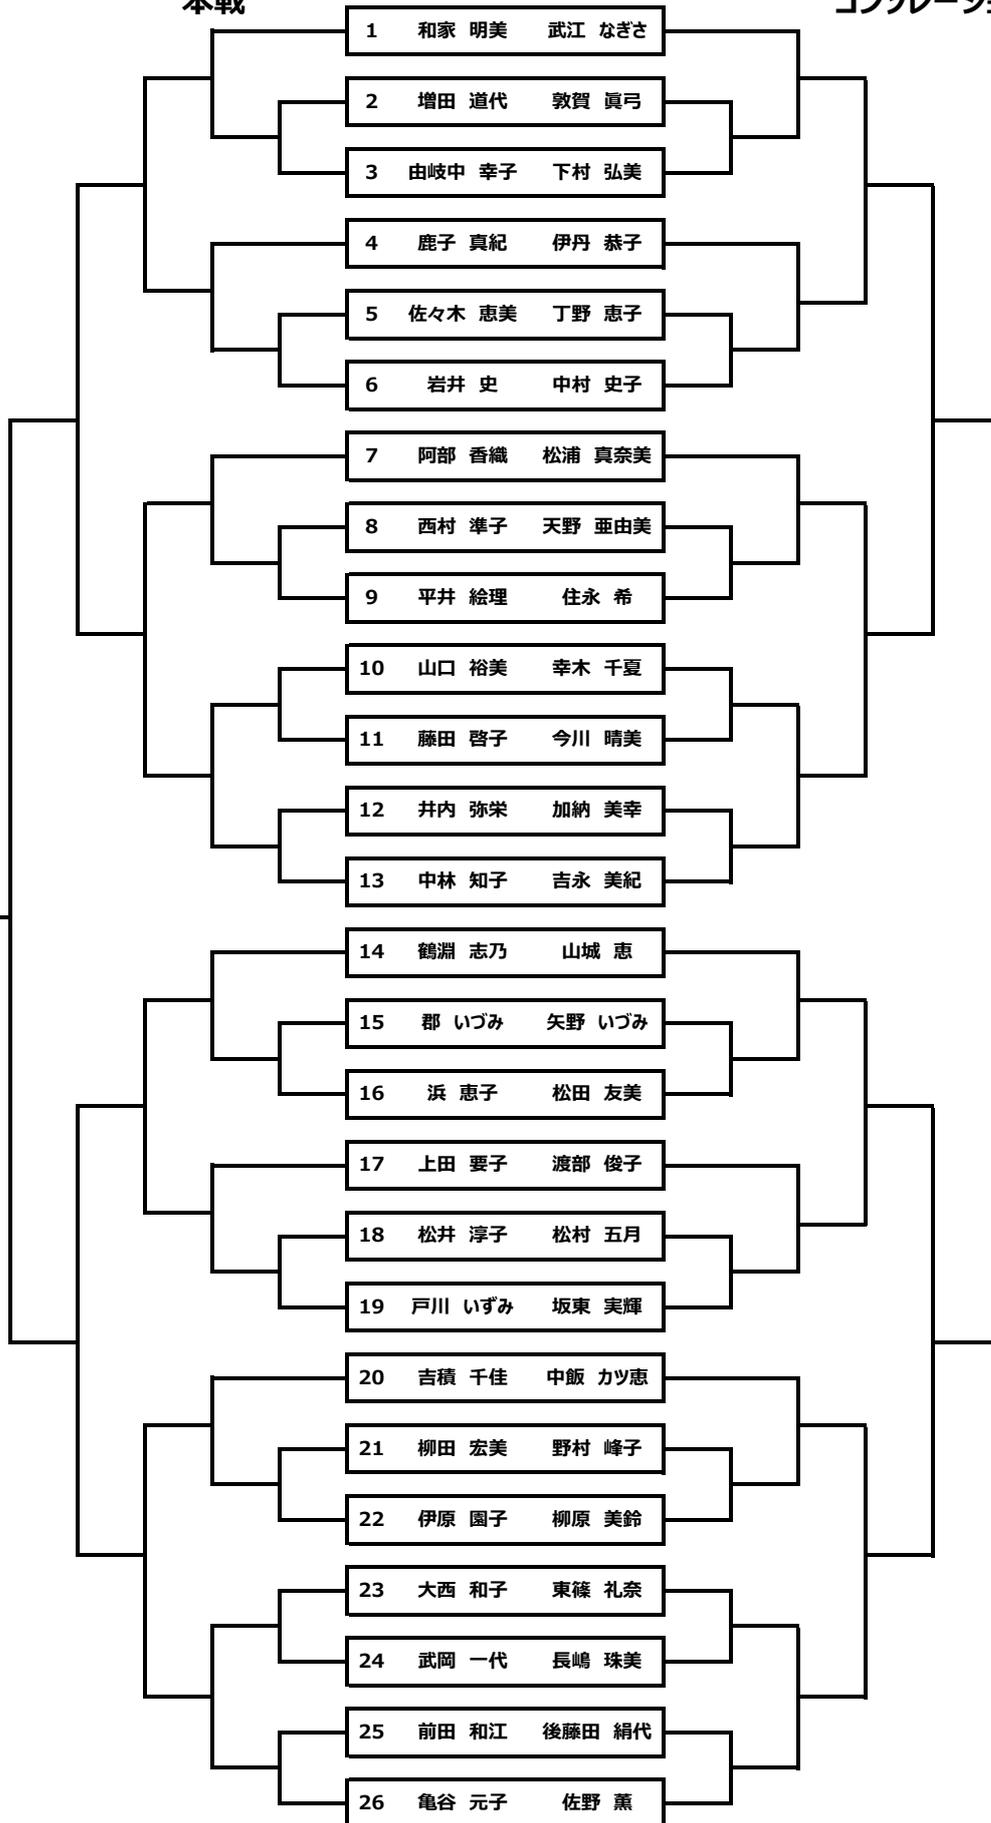 本戦 コンソレーショ
1 和家 明美 武江 なぎさ
2 増田 道代 敦賀 眞弓
3 由岐中 幸子 下村 弘美
4 鹿子 真紀 伊丹 恭子
5 佐々木 恵美 丁野 恵子
6 岩井 史 中村 史子
7 阿部 香織 松浦 真奈美
8 西村 準子 天野 亜由美
9 平井 絵理 住永 希
10 山口 裕美 幸木 千夏
11 藤田 啓子 今川 晴美
12 井内 弥栄 加納 美幸
13 中林 知子 吉永 美紀
14 鶴淵 志乃 山城 恵
15 郡 いづみ 矢野 いづみ
16 浜 恵子 松田 友美
17 上田 要子 渡部 俊子
18 松井 淳子 松村 五月
19 戸川 いずみ 坂東 実輝
20 吉積 千佳 中飯 カツ恵
21 柳田 宏美 野村 峰子
22 伊原 園子 柳原 美鈴
23 大西 和子 東篠 礼奈
24 武岡 一代 長嶋 珠美
25 前田 和江 後藤田 絹代
26 亀谷 元子 佐野 薫